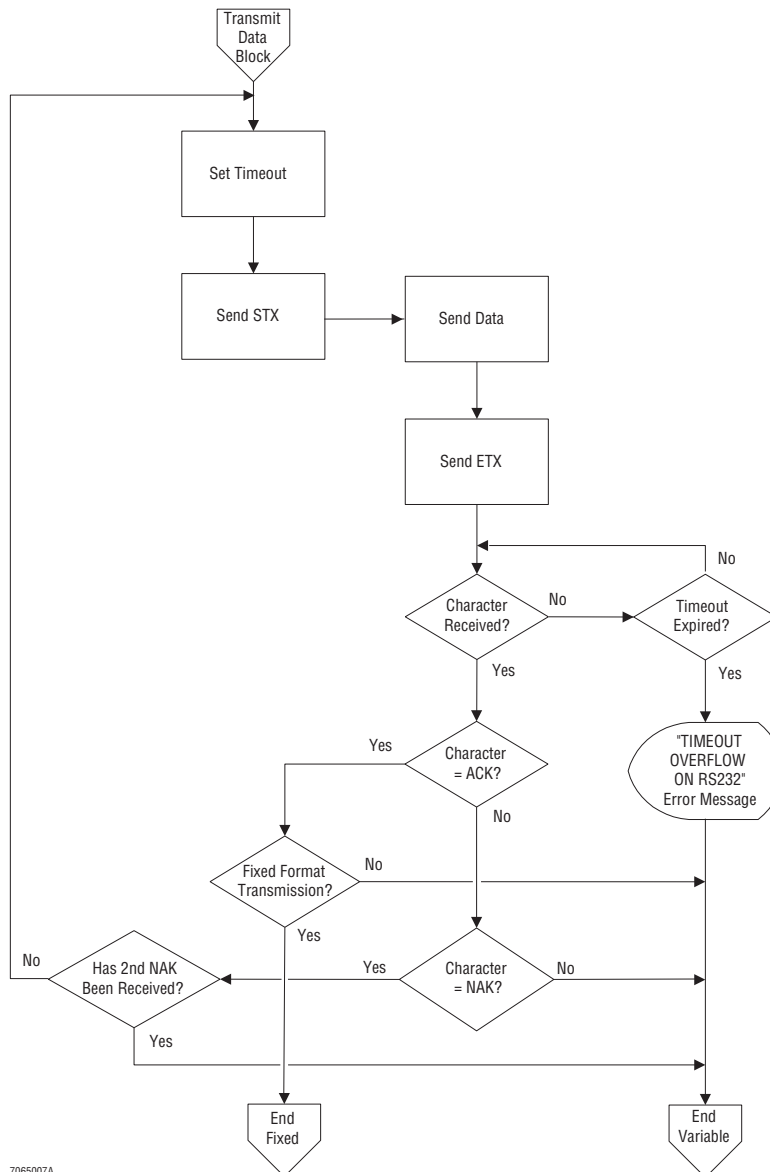 Transmit
Data
Block
Set Timeout
Send STX
Send Data
Send ETX
No
Character
Received?
No
Timeout
Expired?
Yes
Yes
Yes
Character
= ACK?
"TIMEOUT
OVERFLOW
ON RS232"
Error Message
No
Fixed Format
Transmission?
No
Yes
No
Has 2nd NAK
Been Received?
Yes
Character
= NAK?
No
Yes
End
Fixed
End
Variable
7065007A